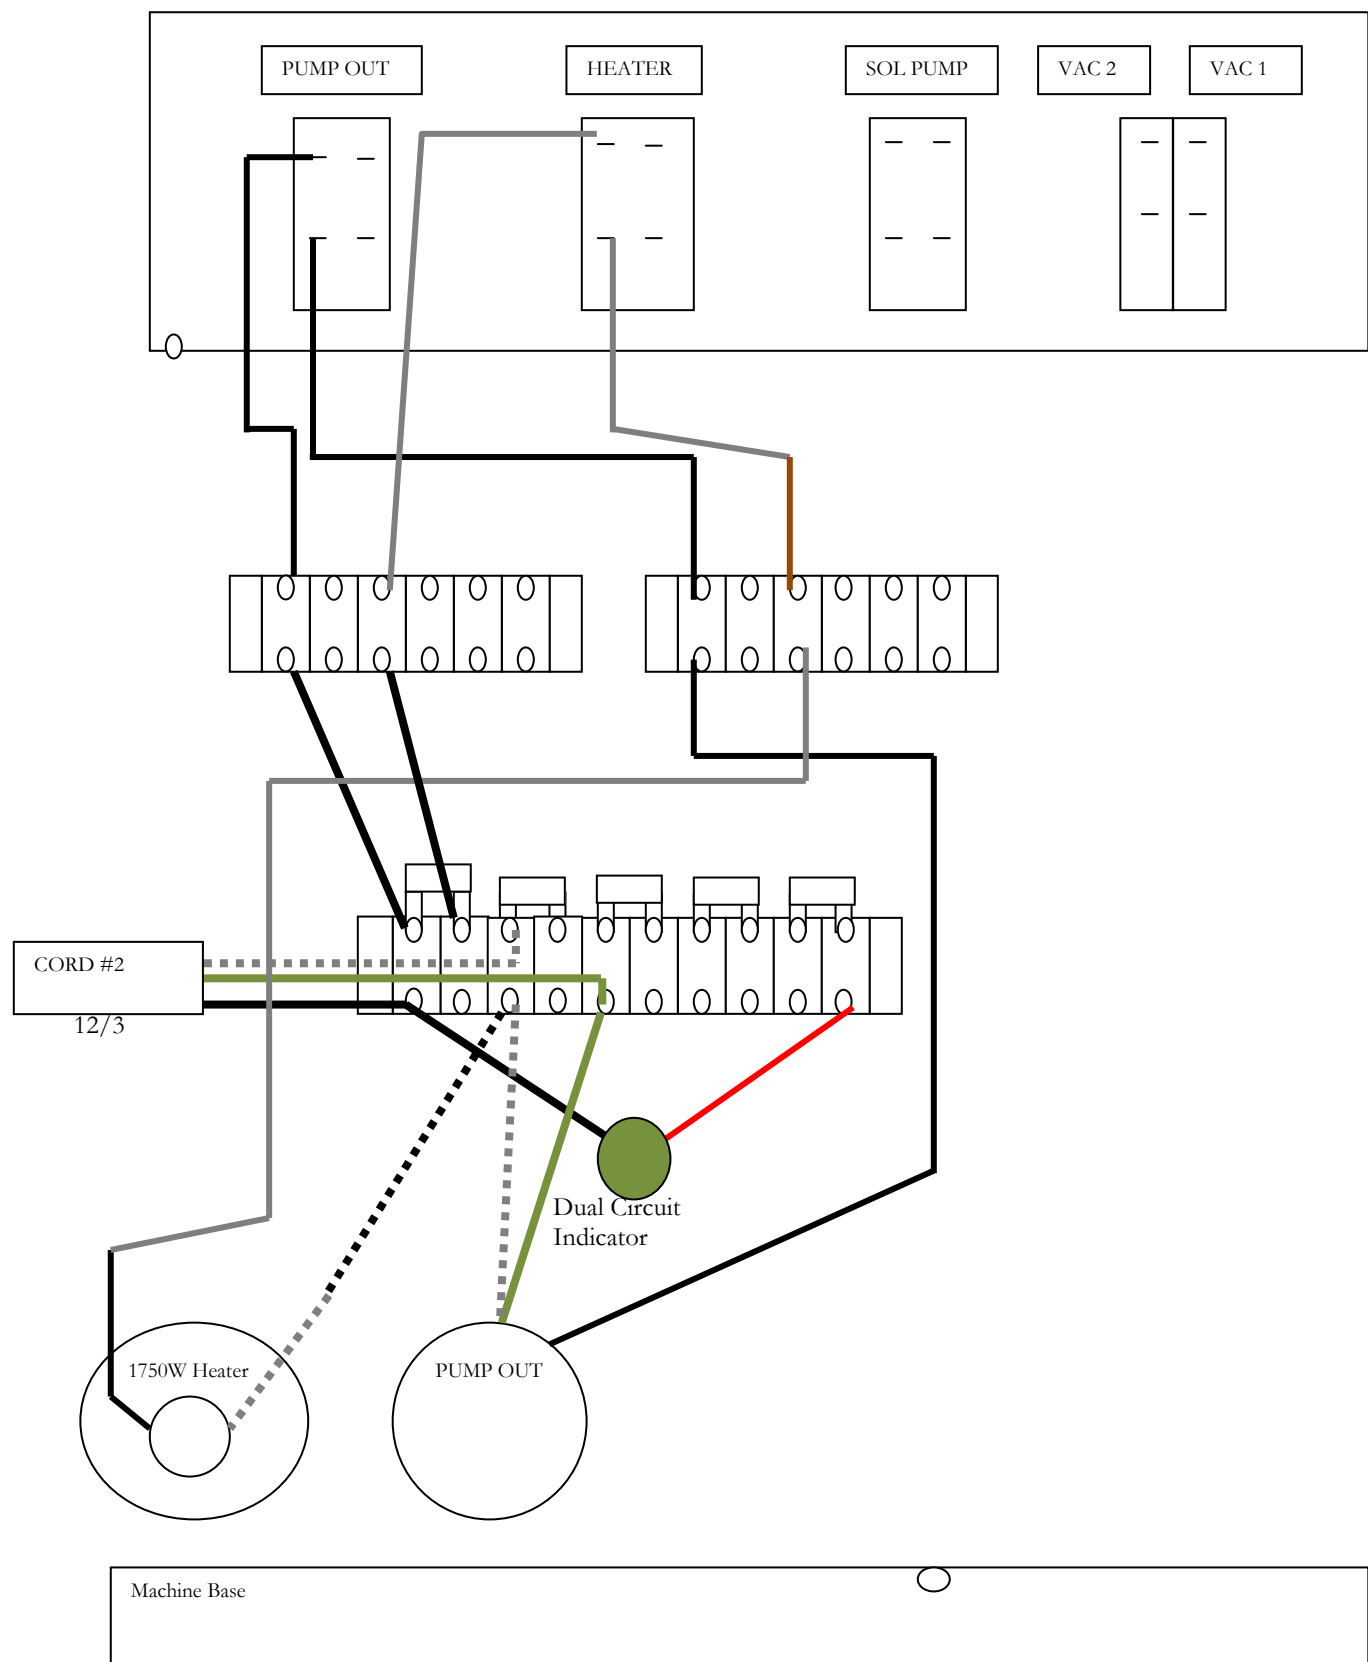 PUMP OUT
HEATER
SOL PUMP
VAC 2
VAC 1
CORD #2
12/3
Dual Circuit
Indicator
1750W Heater
PUMP OUT
Machine Base